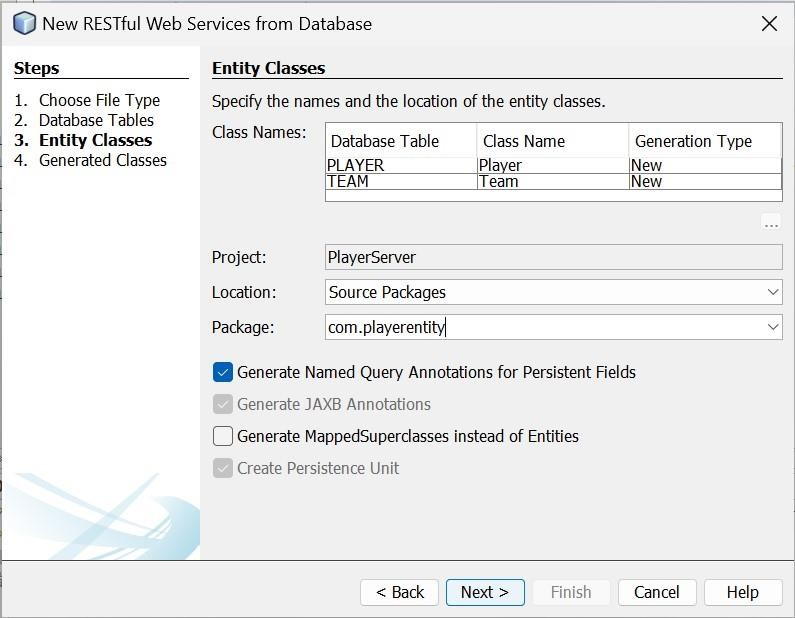 New RESTful Web Services from Database
Steps
1. Choose File Type
2. Database Tables
3. Entity Classes
4. Generated Classes
Entity Classes
Specify the names and the location of the entity classes.
Class Names:
Database Table Class Name Generation Type
PLAYER Player New
TEAM Team New
...
Project: PlayerServer
Location: Source Packages
Package: com.playerentity
Generate Named Query Annotations for Persistent Fields
Generate JAXB Annotations
Generate MappedSuperclasses instead of Entities
Create Persistence Unit
< Back Next > Finish Cancel Help